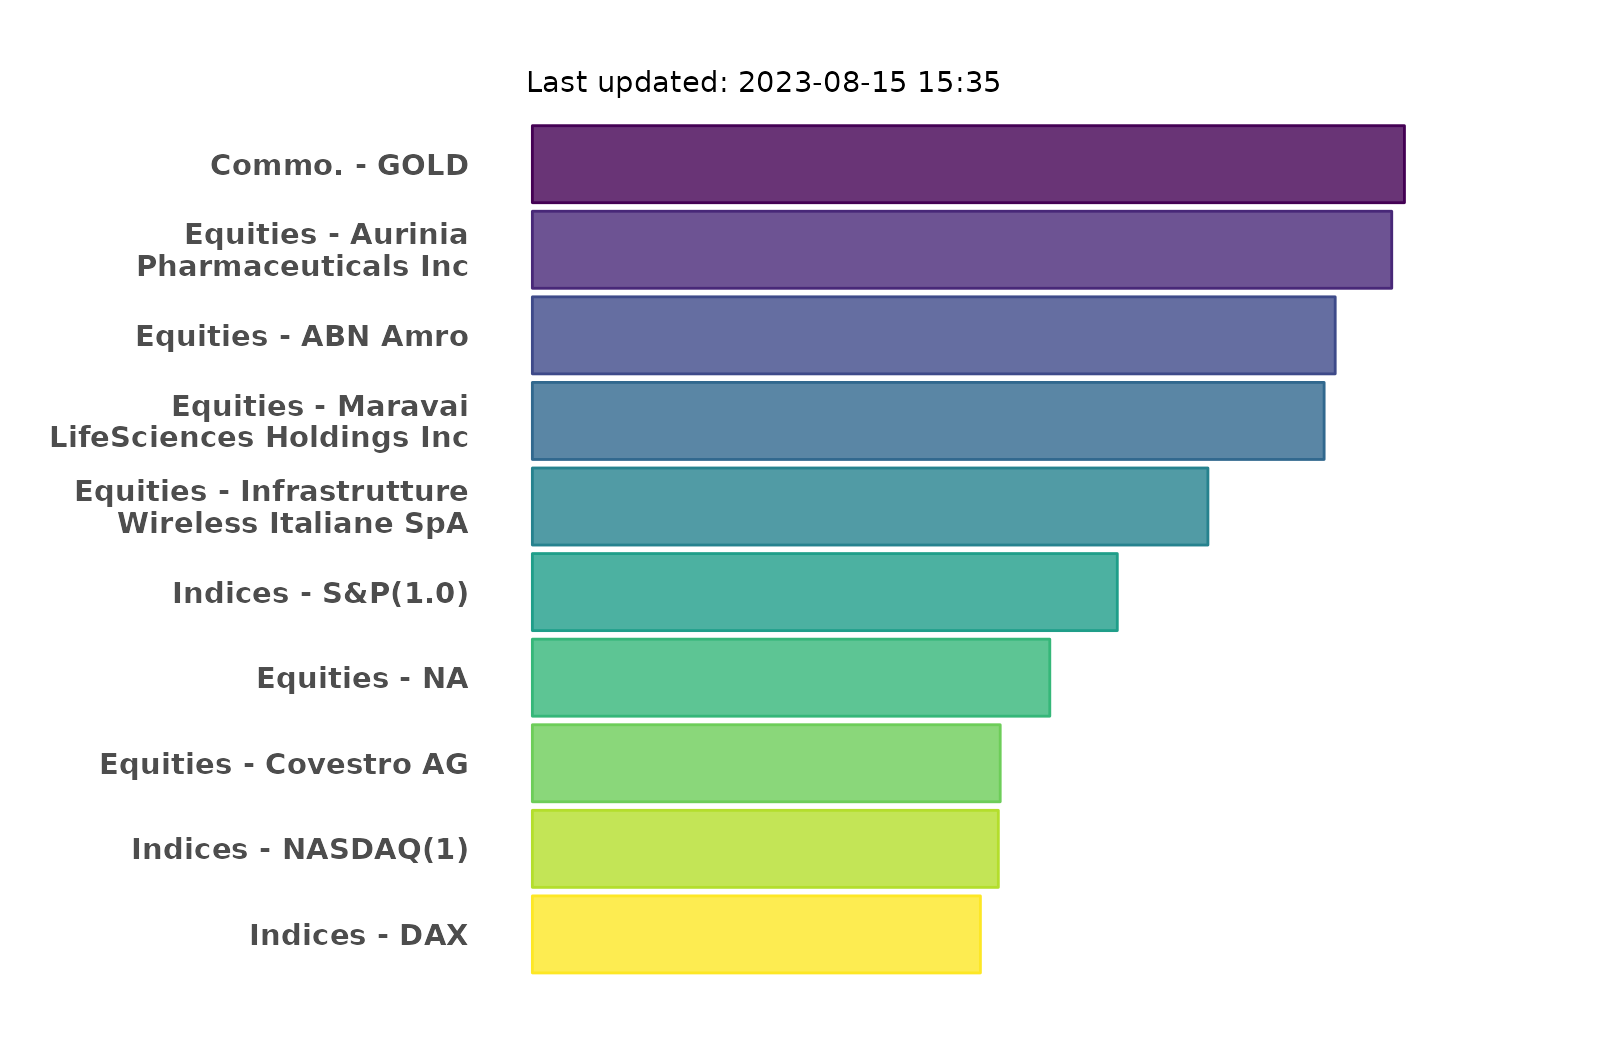 Last updated: 2023-08-15 15:35
Commo. - GOLD
Equities - Aurinia
Pharmaceuticals Inc
Equities - ABN Amro
Equities - Maravai
LifeSciences Holdings Inc
Equities - Infrastrutture
Wireless Italiane SpA
Indices - S&P(1.0)
Equities - NA
Equities - Covestro AG
Indices - NASDAQ(1)
Indices - DAX